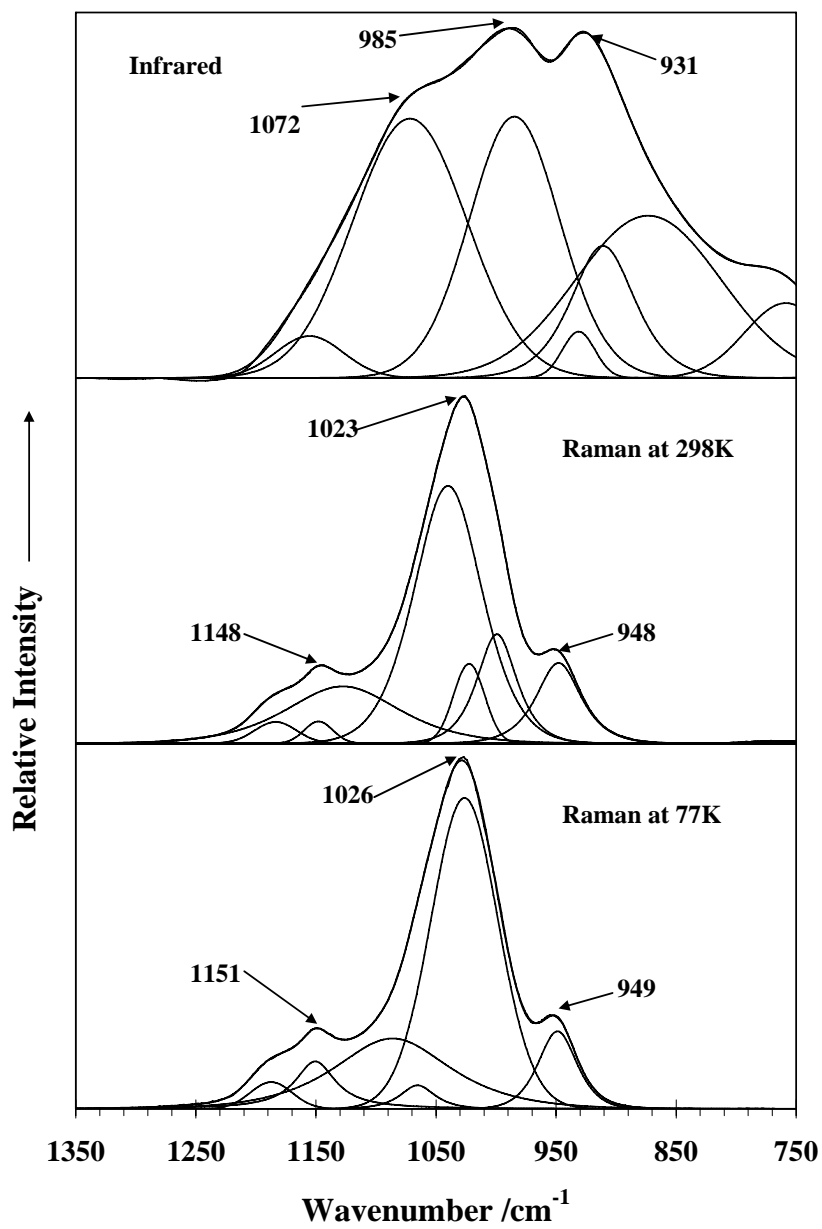 985
Infrared
931
1072
1023
Raman at 298K
1148
948
1026
Raman at 77K
1151
949
Relative Intensity
1350 1250 1150 1050 950 850 750
Wavenumber /cm⁻¹